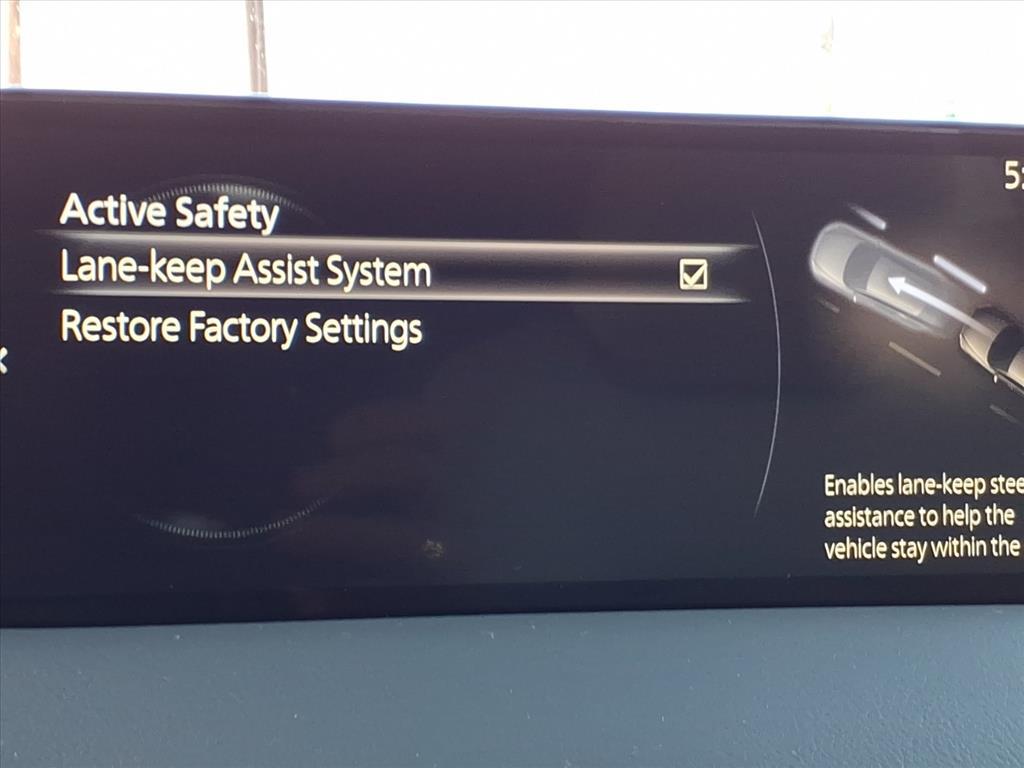 Active Safety
Lane-keep Assist System
Restore Factory Settings
5:
Enables lane-keep
assistance to help the
vehicle stay within the